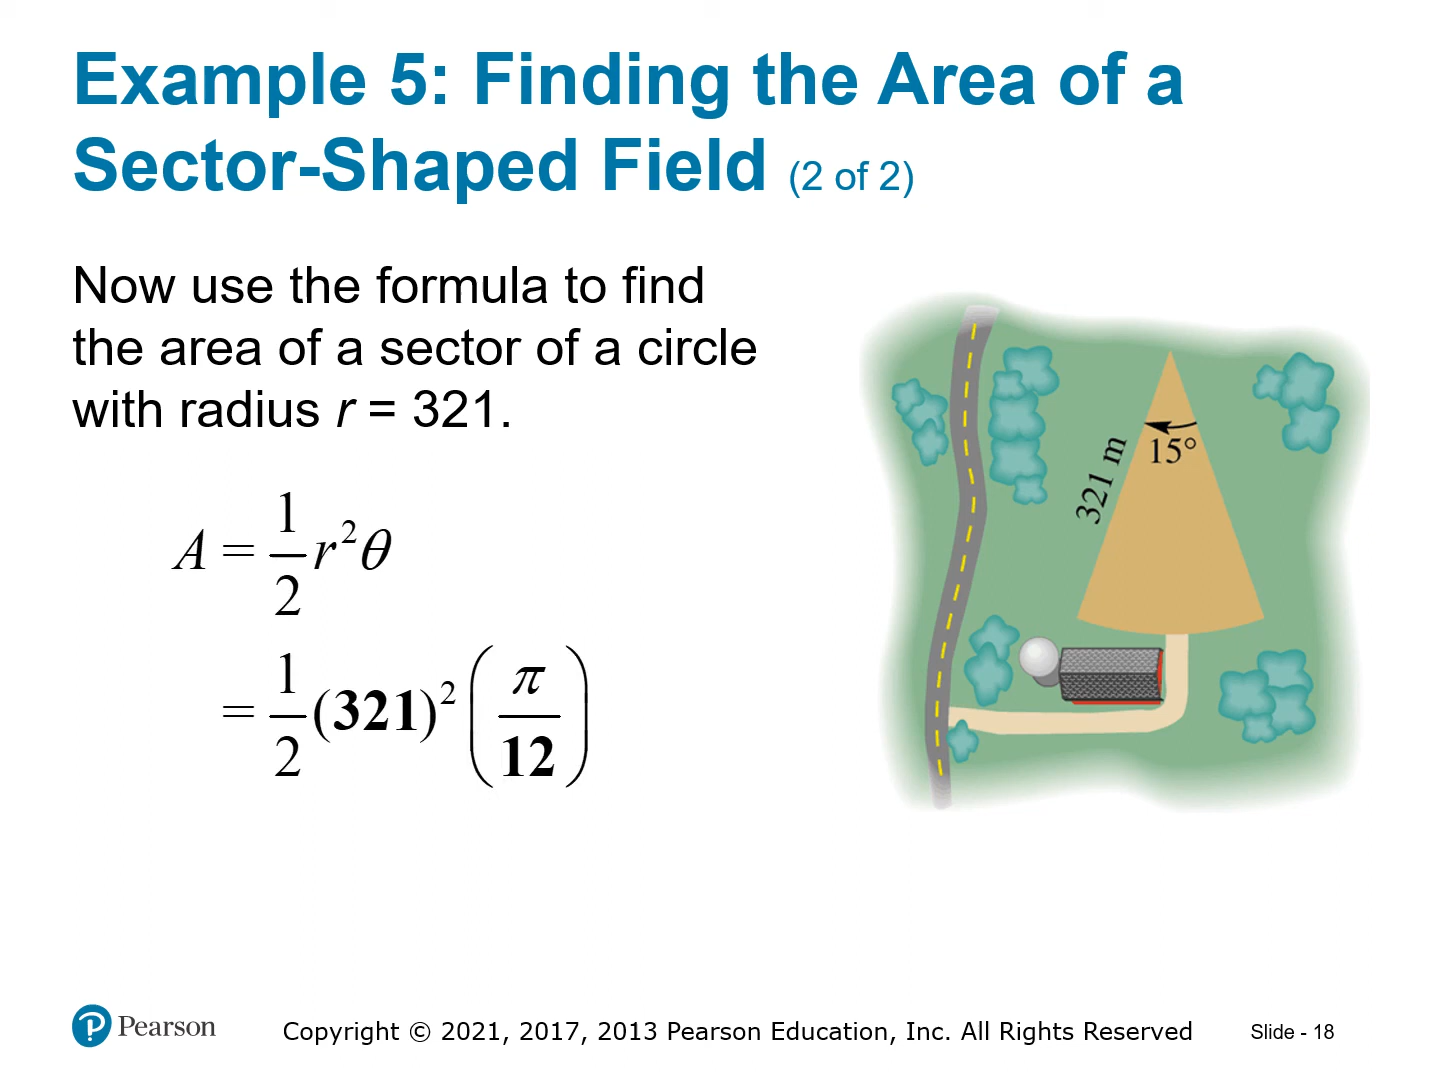 Example 5: Finding the Area of a
Sector-Shaped Field (2 of 2)
Now use the formula to find
the area of a sector of a circle
with radius r = 321.
A = 1/2 r²θ
= 1/2 (321)² (π/12)
321 m
15°
Pearson
Copyright © 2021, 2017, 2013 Pearson Education, Inc. All Rights Reserved
Slide - 18